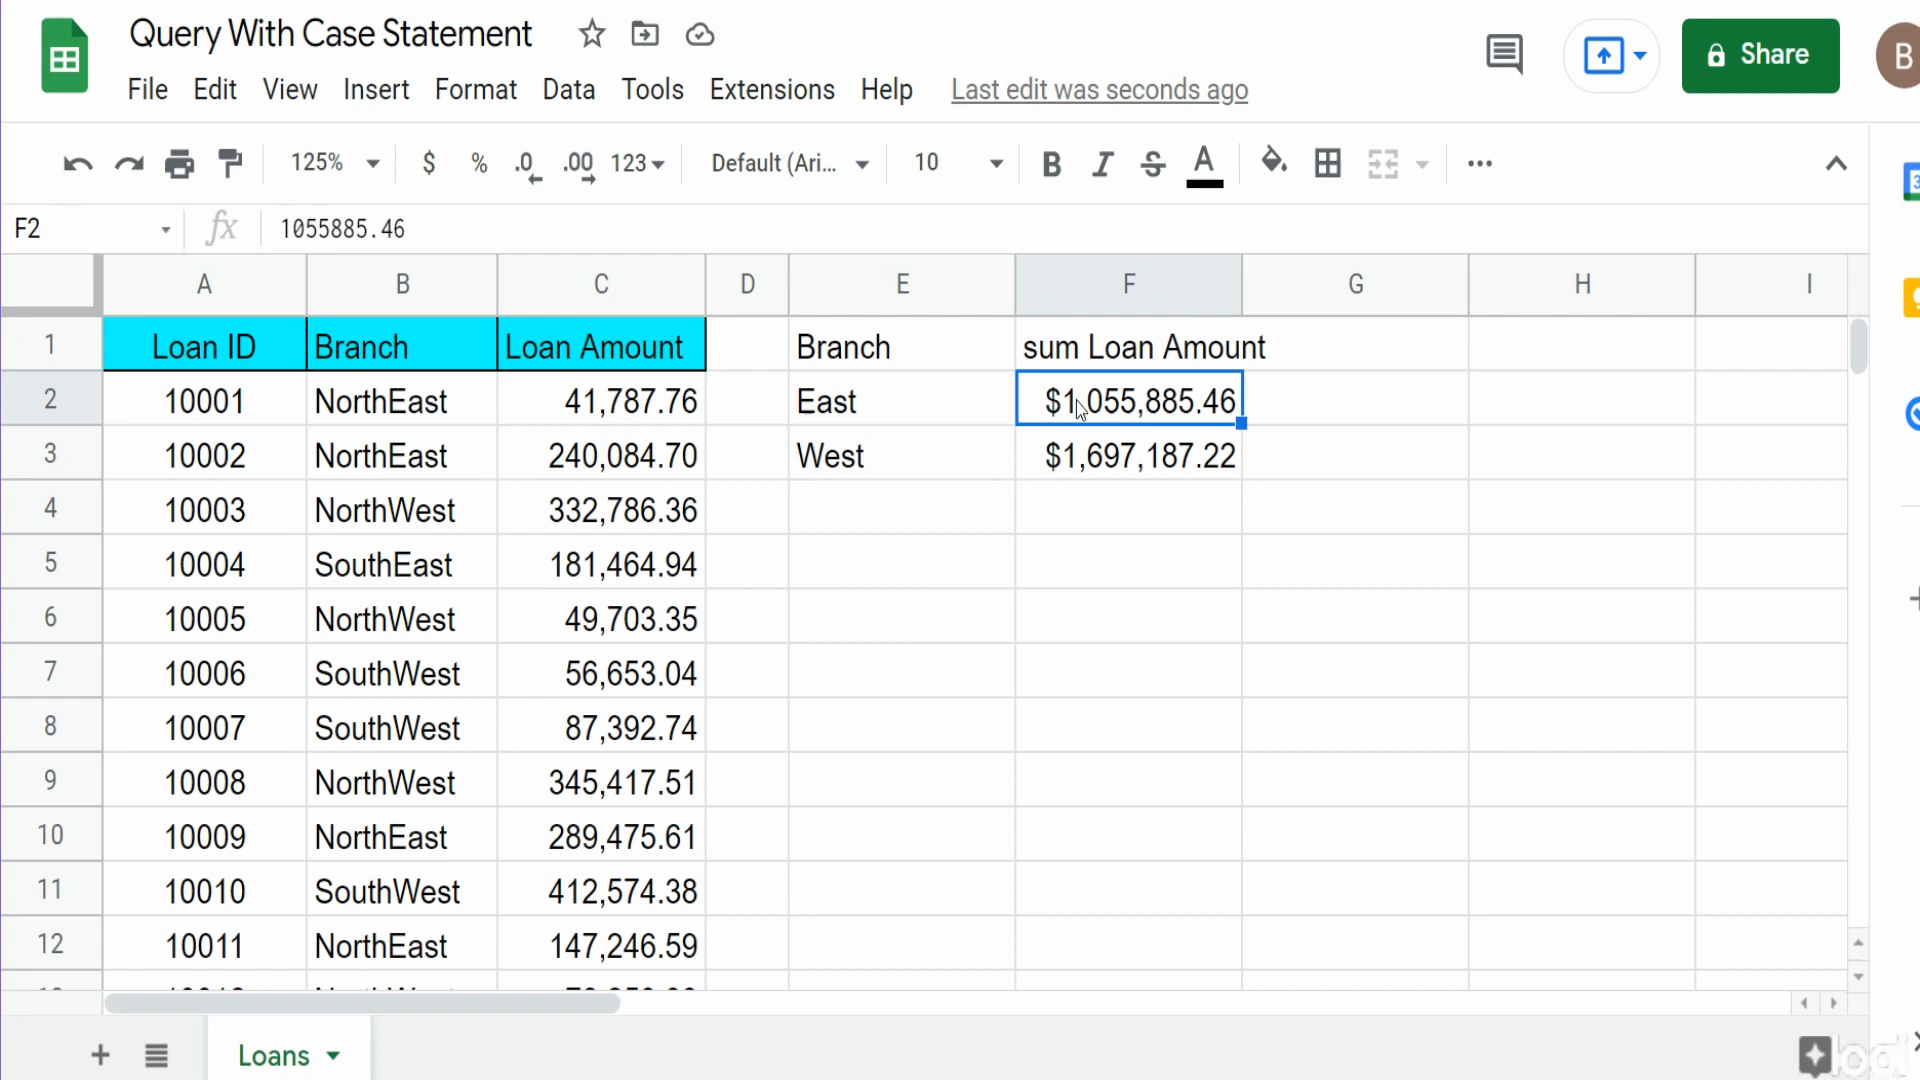 Query With Case Statement
Share
B
File Edit View Insert Format Data Tools Extensions Help Last edit was seconds ago
125% $ % .0 .00 123 Default (Ari... 10 B I S A
F2 fx 1055885.46
A B C D E F G H I
1 Loan ID Branch Loan Amount Branch sum Loan Amount
2 10001 NorthEast 41,787.76 East $1,055,885.46
3 10002 NorthEast 240,084.70 West $1,697,187.22
4 10003 NorthWest 332,786.36
5 10004 SouthEast 181,464.94
6 10005 NorthWest 49,703.35
7 10006 SouthWest 56,653.04
8 10007 SouthWest 87,392.74
9 10008 NorthWest 345,417.51
10 10009 NorthEast 289,475.61
11 10010 SouthWest 412,574.38
12 10011 NorthEast 147,246.59
Loans